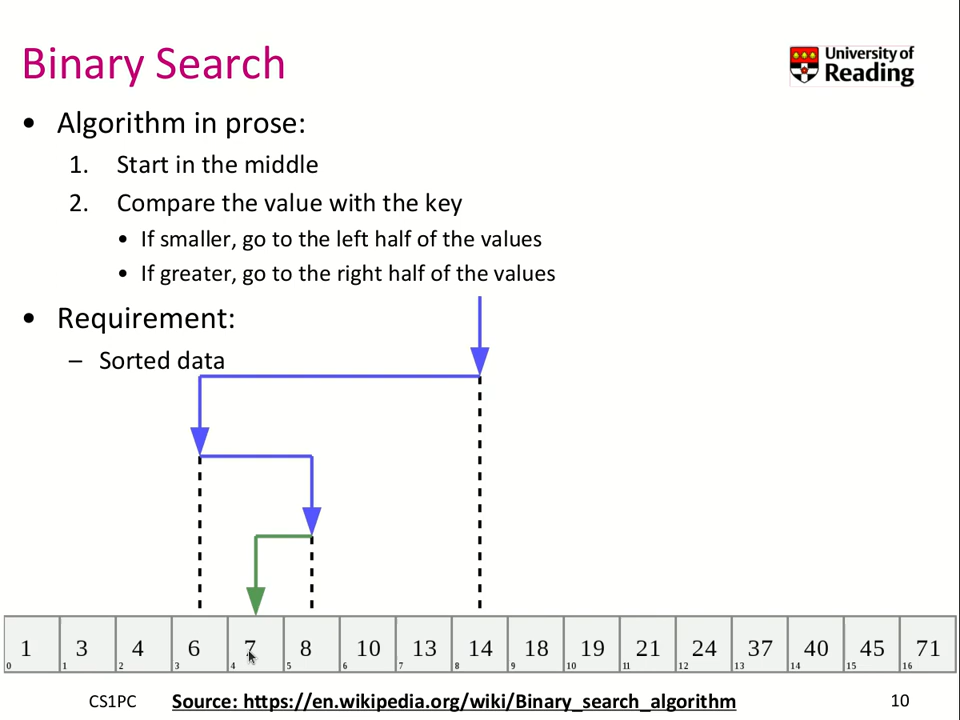 Binary Search
University of
Reading
• Algorithm in prose:
1. Start in the middle
2. Compare the value with the key
• If smaller, go to the left half of the values
• If greater, go to the right half of the values
• Requirement:
– Sorted data
1 3 4 6 7 8 10 13 14 18 19 21 24 37 40 45 71
0 1 2 3 4 5 6 7 8 9 10 11 12 13 14 15 16
CS1PC Source: https://en.wikipedia.org/wiki/Binary_search_algorithm 10